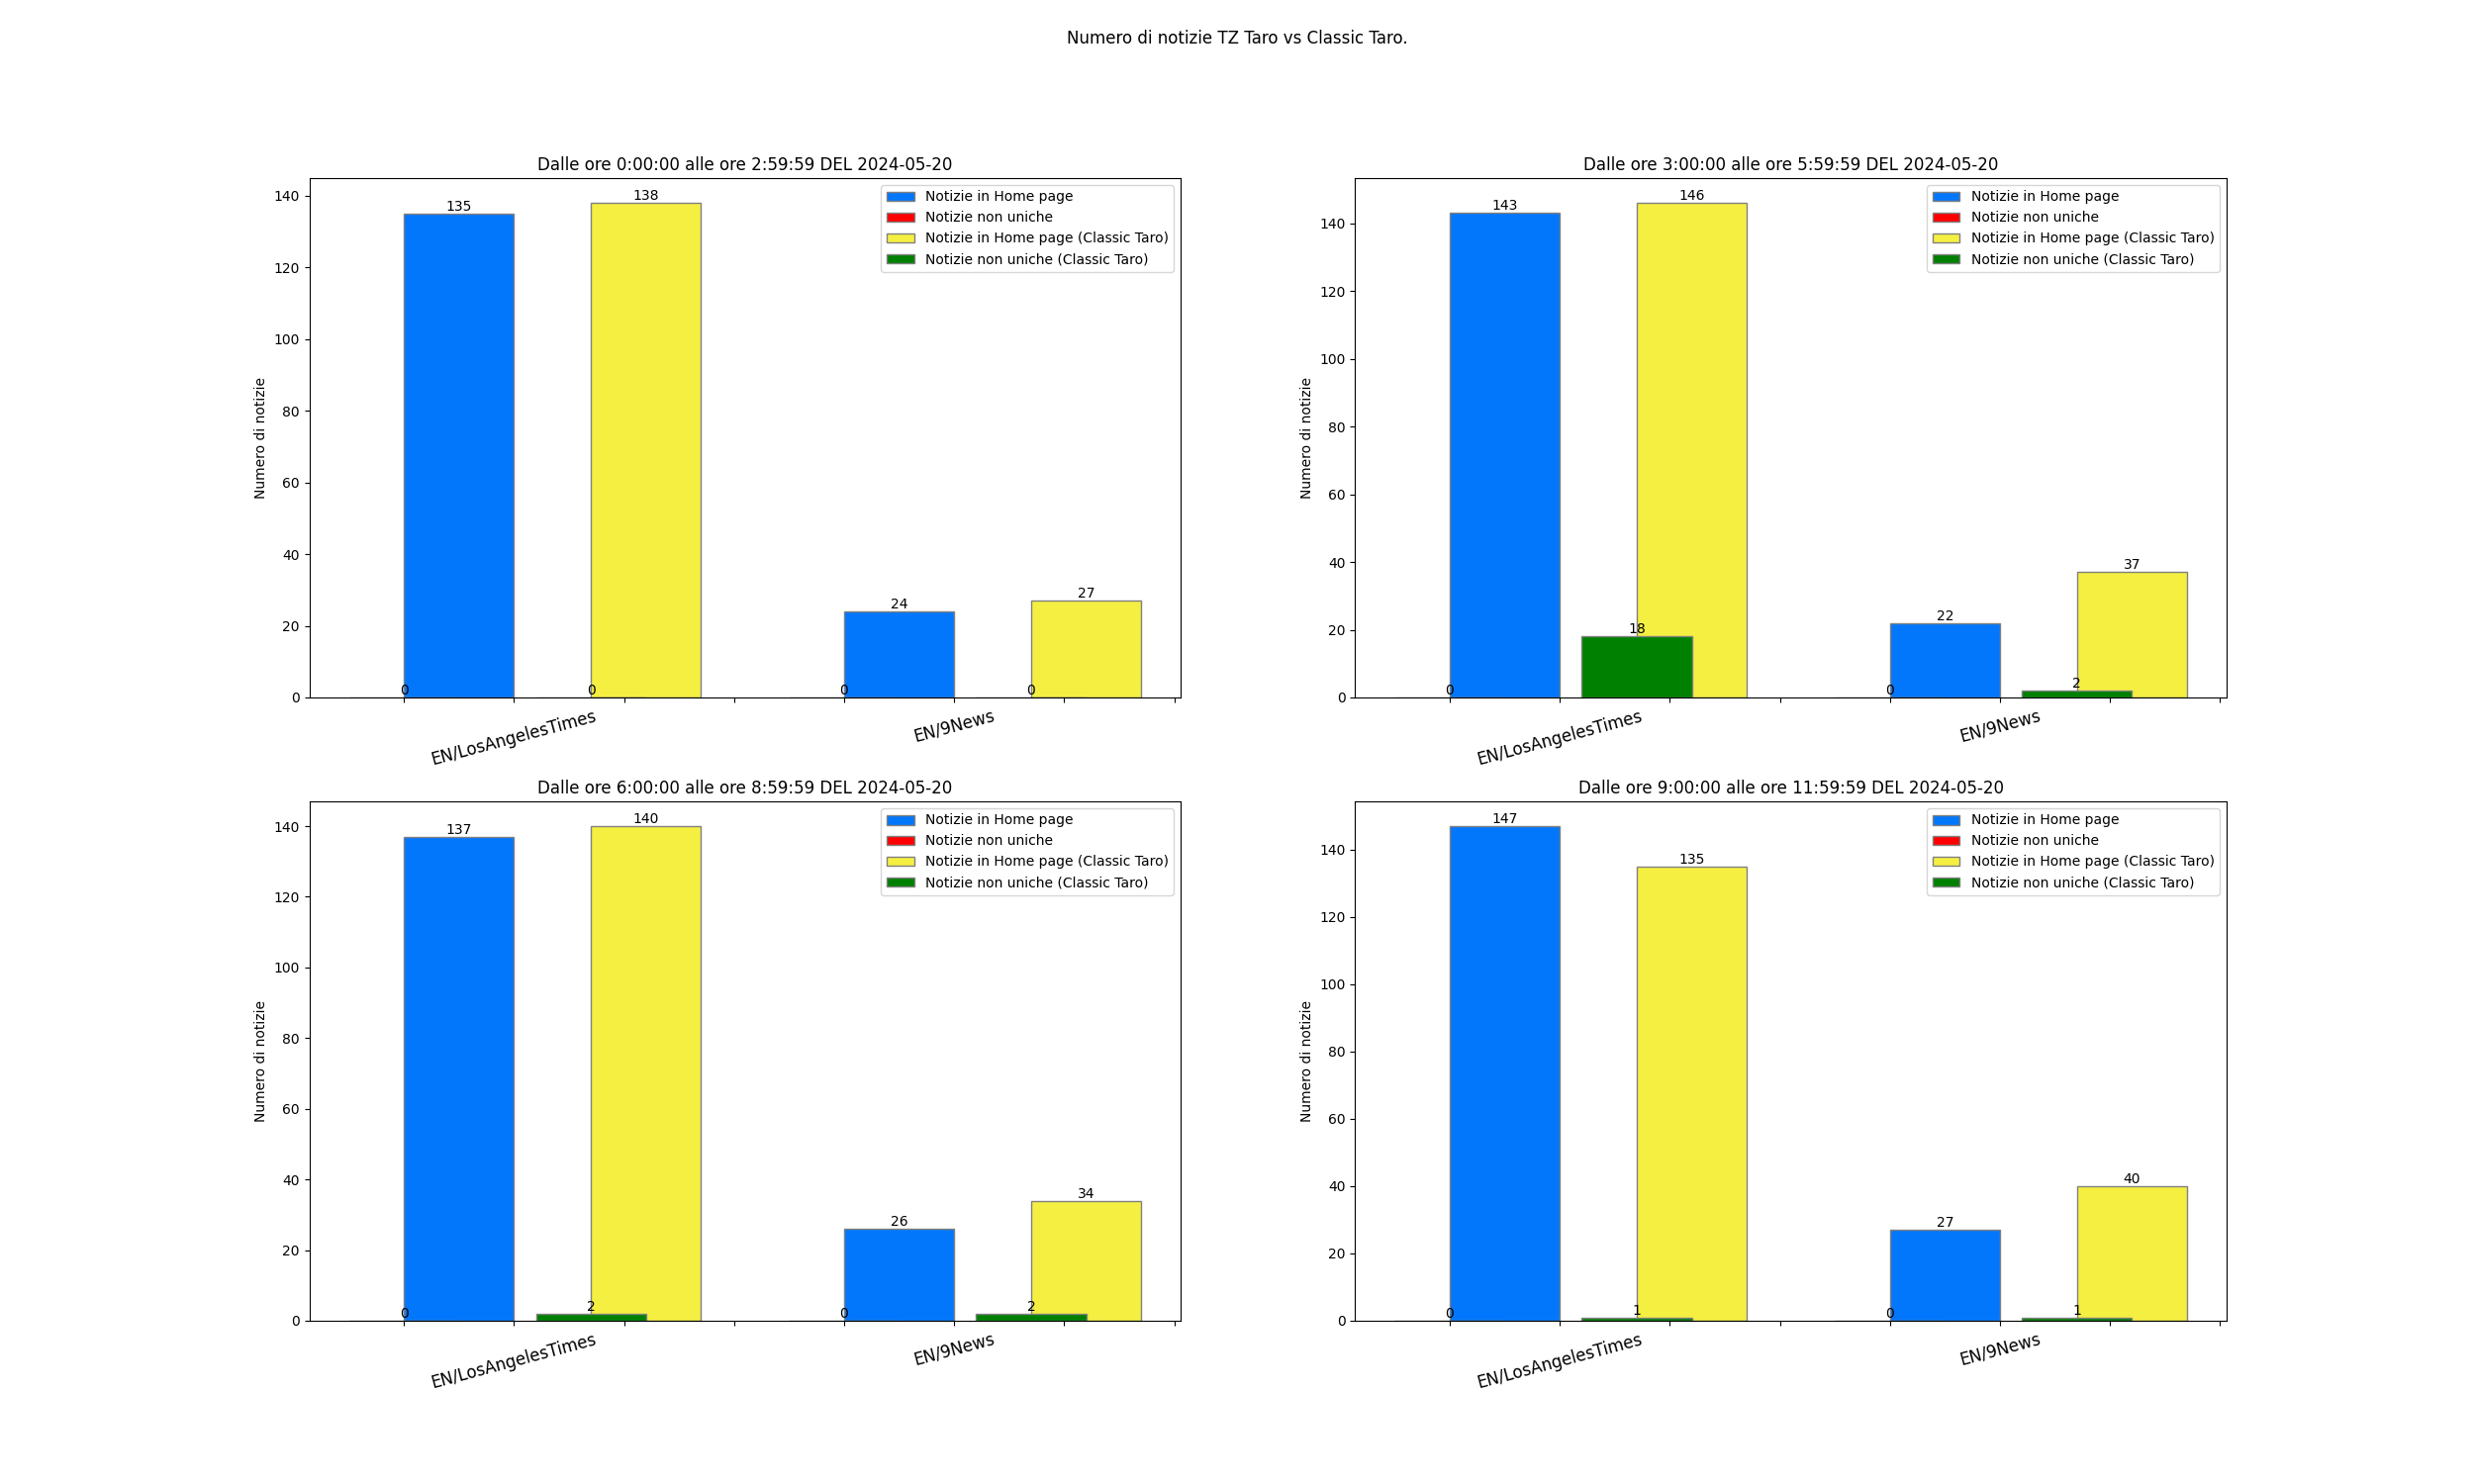 Numero di notizie TZ Taro vs Classic Taro.
Dalle ore 0:00:00 alle ore 2:59:59 DEL 2024-05-20
Numero di notizie
140
120
100
80
60
40
20
0
135
138
24
27
0
0
0
0
Notizie in Home page
Notizie non uniche
Notizie in Home page (Classic Taro)
Notizie non uniche (Classic Taro)
EN/LosAngelesTimes
EN/9News
Dalle ore 3:00:00 alle ore 5:59:59 DEL 2024-05-20
Numero di notizie
140
120
100
80
60
40
20
0
143
146
18
22
37
0
0
2
Notizie in Home page
Notizie non uniche
Notizie in Home page (Classic Taro)
Notizie non uniche (Classic Taro)
EN/LosAngelesTimes
EN/9News
Dalle ore 6:00:00 alle ore 8:59:59 DEL 2024-05-20
Numero di notizie
140
120
100
80
60
40
20
0
137
140
26
34
0
2
0
2
Notizie in Home page
Notizie non uniche
Notizie in Home page (Classic Taro)
Notizie non uniche (Classic Taro)
EN/LosAngelesTimes
EN/9News
Dalle ore 9:00:00 alle ore 11:59:59 DEL 2024-05-20
Numero di notizie
140
120
100
80
60
40
20
0
147
135
27
40
0
1
0
1
Notizie in Home page
Notizie non uniche
Notizie in Home page (Classic Taro)
Notizie non uniche (Classic Taro)
EN/LosAngelesTimes
EN/9News